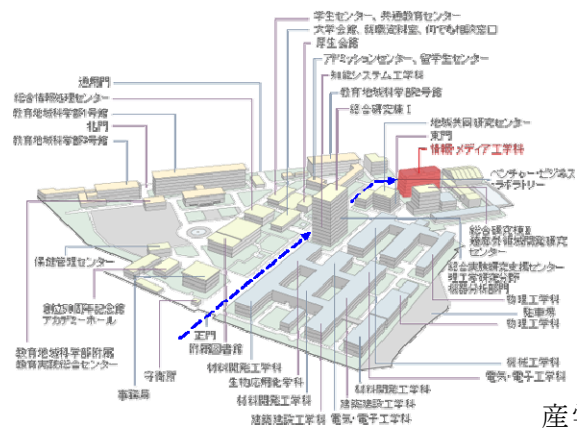 学生センター、共通教育センター
大学会館、就職資料室、何でも相談窓口
厚生会館
アドミッションセンター、留学生センター
知能システム工学科
教育地域科学部2号館
総合研究棟Ⅰ
通用門
総合情報処理センター
教育地域科学部1号館
北門
教育地域科学部3号館
地域共同研究センター
東門
情報・メディア工学科
ベンチャービジネス
ラボラトリー
総合研究棟Ⅱ
遠赤外領域開発研究
センター
総合実験研究支援センター
機器分析部門
物理工学科
駐車場
物理工学科
機械工学科
電気・電子工学科
材料開発工学科
建築建設工学科
電気・電子工学科
建築建設工学科
材料開発工学科
生物応用化学科
材料開発工学科
附属図書館
正門
守衛所
事務局
教育地域科学部附属
教育実践総合センター
創立50周年記念館
アカデミーホール
保健管理センター
産